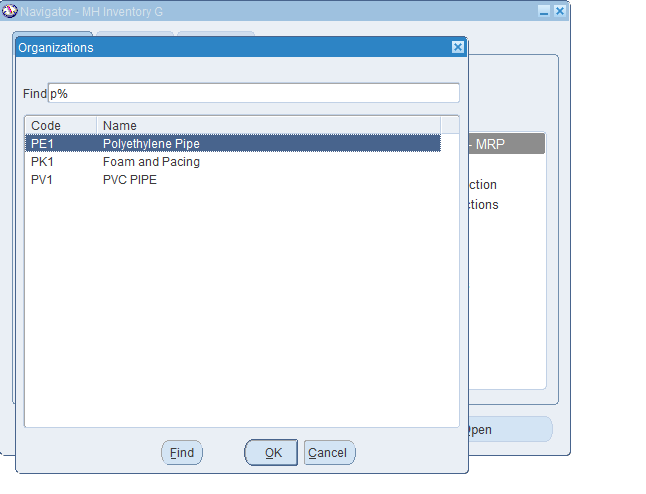 Navigator - MH Inventory G
Organizations
Find p%
Code Name
PE1 Polyethylene Pipe
PK1 Foam and Pacing
PV1 PVC PIPE
- MRP
ction
ctions
Find OK Cancel
pen